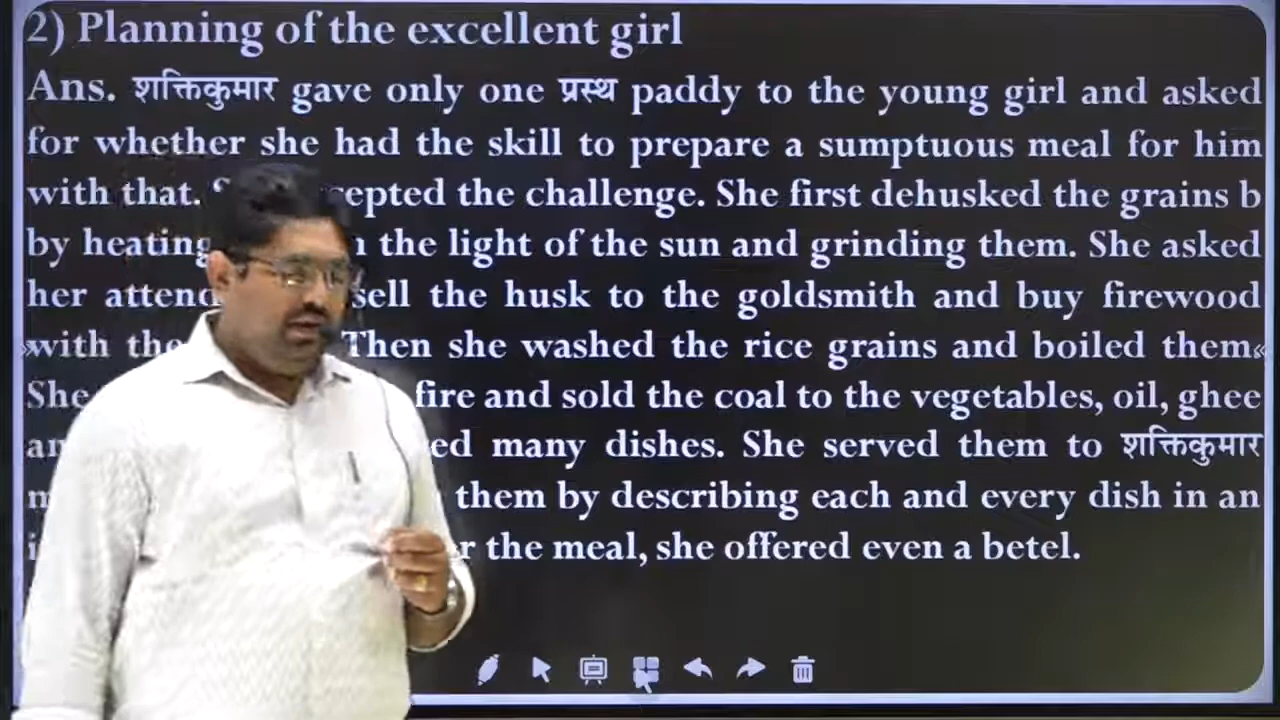 2) Planning of the excellent girl
Ans. शक्तिकुमार gave only one प्रस्थ paddy to the young girl and asked
for whether she had the skill to prepare a sumptuous meal for him
with that. the challenge. She first dehusked the grains b
by heating the light of the sun and grinding them. She asked
her sell the husk to the goldsmith and buy firewood
with Then she washed the rice grains and boiled them.
She fire and sold the coal to the vegetables, oil, ghee
many dishes. She served them to शक्तिकुमार
them by describing each and every dish in an
the meal, she offered even a betel.